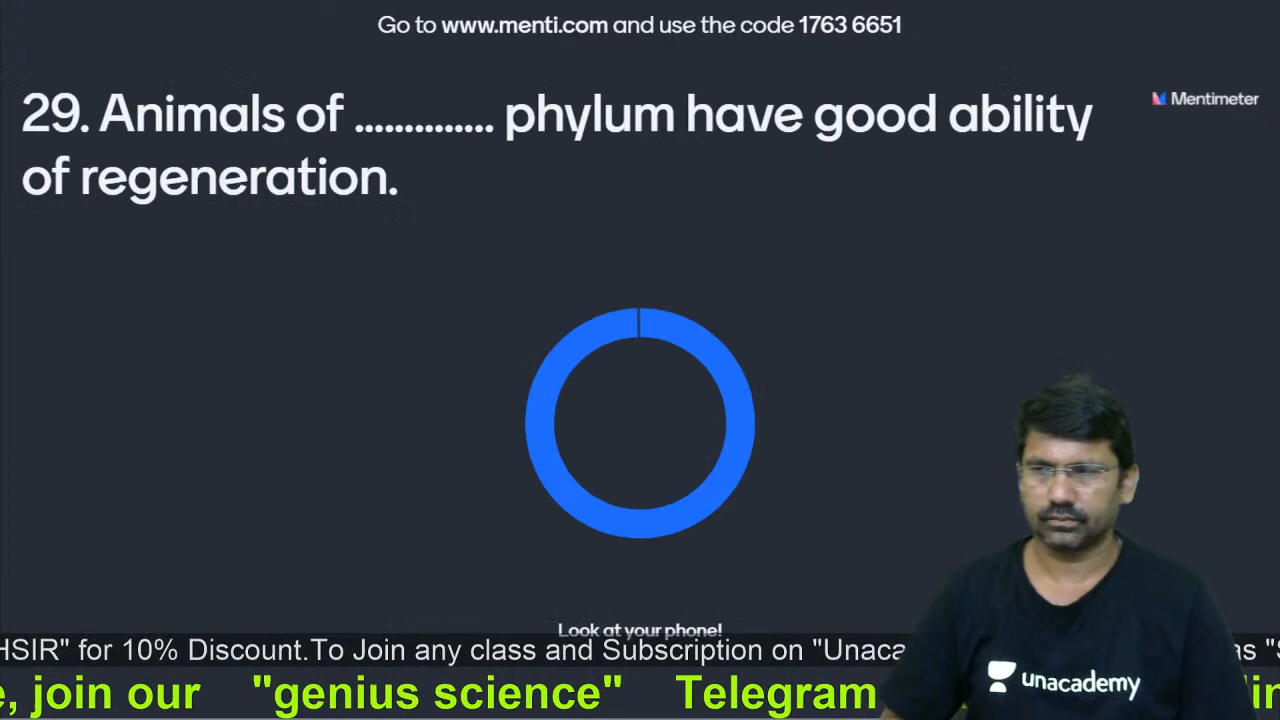 Go to www.menti.com and use the code 1763 6651
29. Animals of .............. phylum have good ability
of regeneration.
Mentimeter
Look at your phone!
HSIR" for 10% Discount.To Join any class and Subscription on "Unaca
as "S
e, join our "genius science" Telegram
unacademy